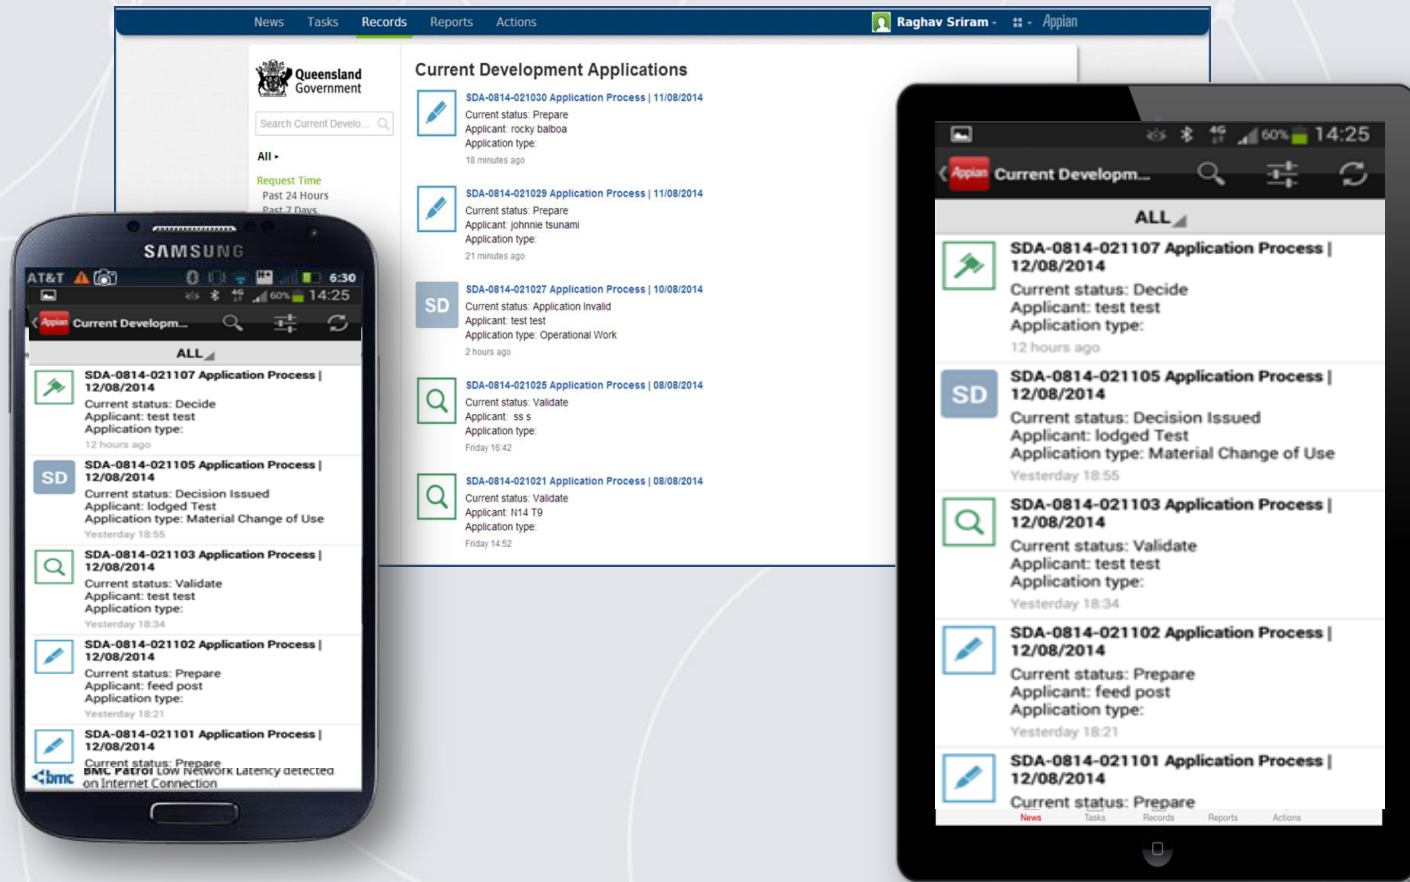 News Tasks Records Reports Actions
Raghav Sriram
Appian
Queensland
Government
Search Current Develo...
All
Request Time
Past 24 Hours
Past 7 Days
Current Development Applications
SDA-0814-021030 Application Process | 11/08/2014
Current status: Prepare
Applicant: rocky balboa
Application type:
18 minutes ago
SDA-0814-021029 Application Process | 11/08/2014
Current status: Prepare
Applicant: johnnie tsunami
Application type:
21 minutes ago
SD
SDA-0814-021027 Application Process | 10/08/2014
Current status: Application Invalid
Applicant: test test
Application type: Operational Work
2 hours ago
SDA-0814-021025 Application Process | 08/08/2014
Current status: Validate
Applicant: ss s
Application type:
Friday 16:42
SDA-0814-021021 Application Process | 08/08/2014
Current status: Validate
Applicant: N14 T9
Application type:
Friday 14:52
SAMSUNG
AT&T H+ 6:30
4G 60% 14:25
Appian Current Developm...
ALL
SDA-0814-021107 Application Process |
12/08/2014
Current status: Decide
Applicant: test test
Application type:
12 hours ago
SD
SDA-0814-021105 Application Process |
12/08/2014
Current status: Decision Issued
Applicant: lodged Test
Application type: Material Change of Use
Yesterday 18:55
SDA-0814-021103 Application Process |
12/08/2014
Current status: Validate
Applicant: test test
Application type:
Yesterday 18:34
SDA-0814-021102 Application Process |
12/08/2014
Current status: Prepare
Applicant: feed post
Application type:
Yesterday 18:21
SDA-0814-021101 Application Process |
12/08/2014
Current status: Prepare
bmc BMC Patrol Low Network Latency detected
on Internet Connection
4G 60% 14:25
Appian Current Developm...
ALL
SDA-0814-021107 Application Process |
12/08/2014
Current status: Decide
Applicant: test test
Application type:
12 hours ago
SD
SDA-0814-021105 Application Process |
12/08/2014
Current status: Decision Issued
Applicant: lodged Test
Application type: Material Change of Use
Yesterday 18:55
SDA-0814-021103 Application Process |
12/08/2014
Current status: Validate
Applicant: test test
Application type:
Yesterday 18:34
SDA-0814-021102 Application Process |
12/08/2014
Current status: Prepare
Applicant: feed post
Application type:
Yesterday 18:21
SDA-0814-021101 Application Process |
12/08/2014
Current status: Prepare
News Tasks Records Reports Actions